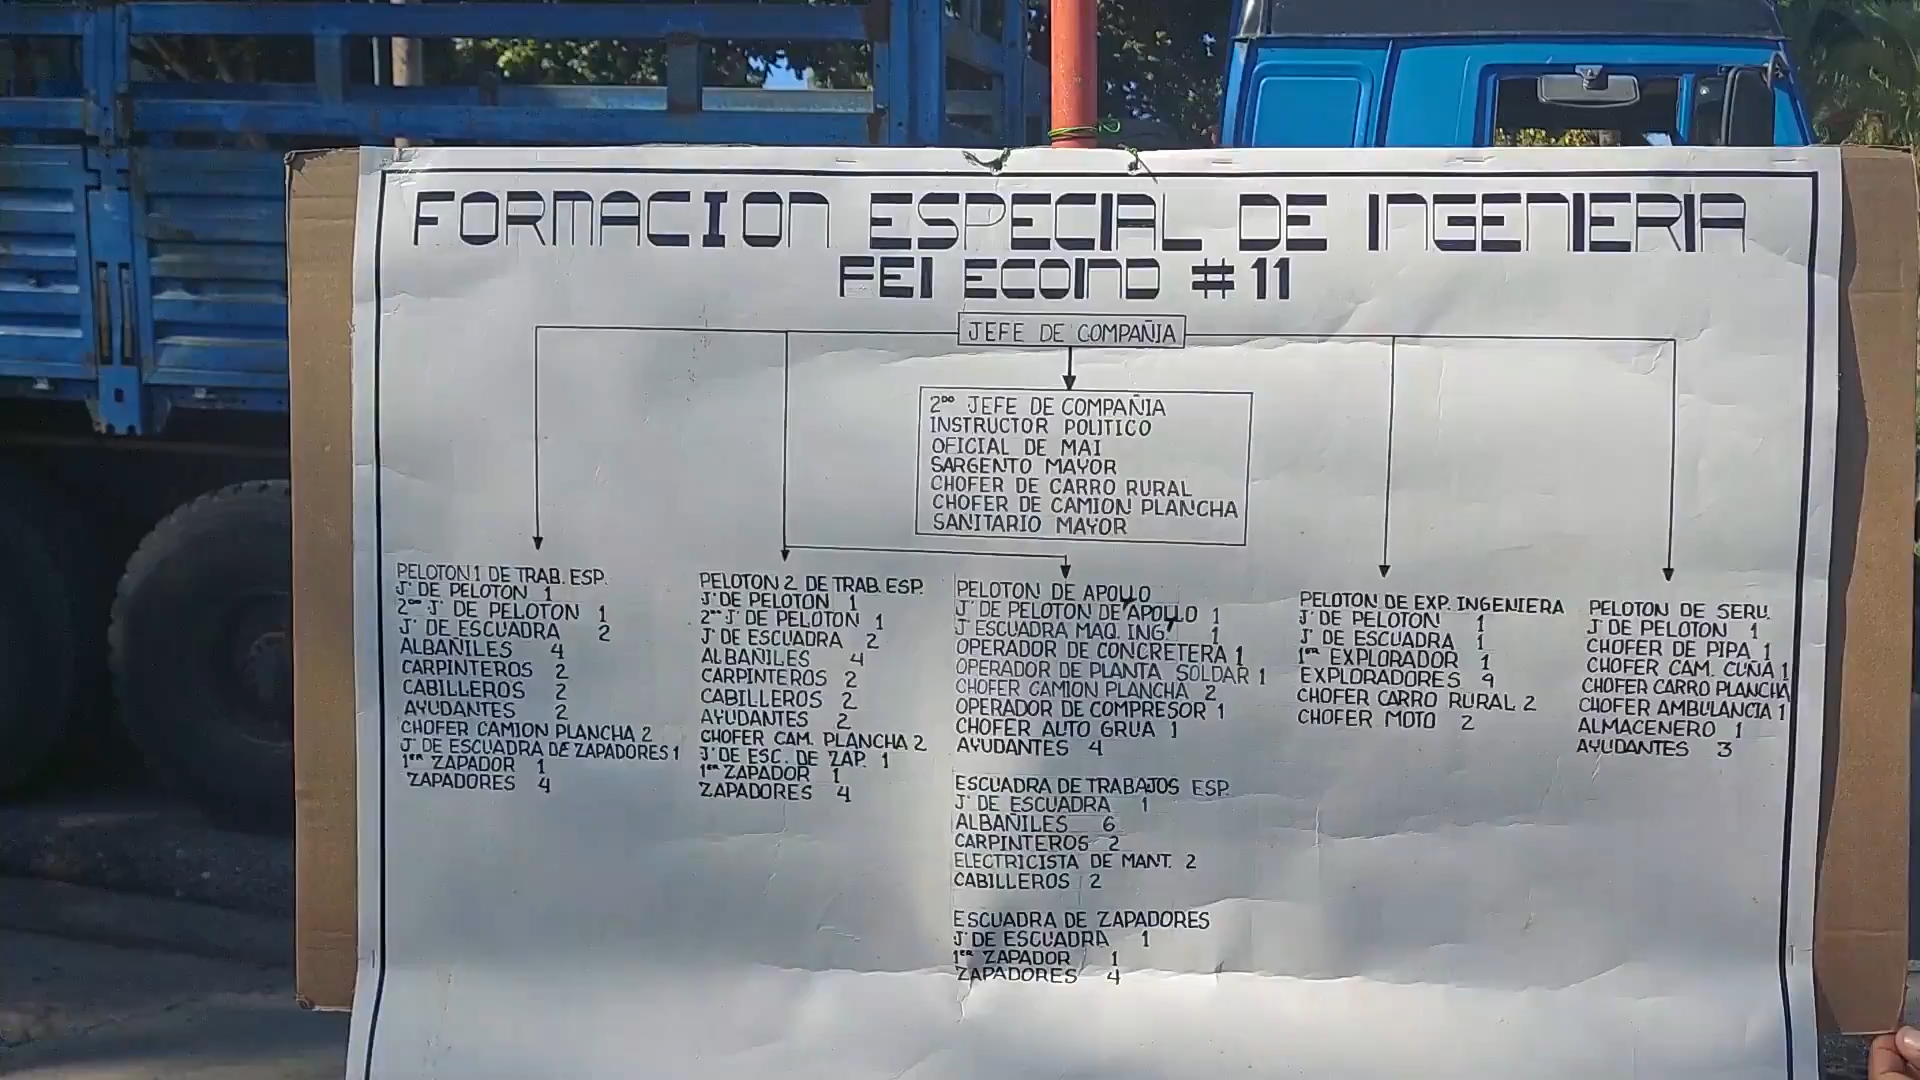 FORMACION ESPECIAL DE INGENIERIA
FEI ECOIND #11
JEFE DE COMPAÑIA
2DO JEFE DE COMPAÑIA
INSTRUCTOR POLITICO
OFICIAL DE MAI
SARGENTO MAYOR
CHOFER DE CARRO RURAL
CHOFER DE CAMION PLANCHA
SANITARIO MAYOR
PELOTON 1 DE TRAB. ESP.
J' DE PELOTON 1
2DO J' DE PELOTON 1
J' DE ESCUADRA 2
ALBAÑILES 4
CARPINTEROS 2
CABILLEROS 2
AYUDANTES 2
CHOFER CAMION PLANCHA 2
J' DE ESCUADRA DE ZAPADORES 1
1ER ZAPADOR 1
ZAPADORES 4
PELOTON 2 DE TRAB. ESP.
J' DE PELOTON 1
2DO J' DE PELOTON 1
J' DE ESCUADRA 2
ALBAÑILES 4
CARPINTEROS 2
CABILLEROS 2
AYUDANTES 2
CHOFER CAM. PLANCHA 2
J' DE ESC. DE ZAP. 1
1ER ZAPADOR 1
ZAPADORES 4
PELOTON DE APOLLO
J' DE PELOTON DE APOLLO 1
J' ESCUADRA MAQ. ING. 1
OPERADOR DE CONCRETERA 1
OPERADOR DE PLANTA SOLDAR 1
CHOFER CAMION PLANCHA 2
OPERADOR DE COMPRESOR 1
CHOFER AUTO GRUA 1
AYUDANTES 4
ESCUADRA DE TRABAJOS ESP.
J' DE ESCUADRA 1
ALBAÑILES 6
CARPINTEROS 2
ELECTRICISTA DE MANT. 2
CABILLEROS 2
ESCUADRA DE ZAPADORES
J' DE ESCUADRA 1
1ER ZAPADOR 1
ZAPADORES 4
PELOTON DE EXP. INGENIERA
J' DE PELOTON 1
J' DE ESCUADRA 1
1ER EXPLORADOR 1
EXPLORADORES 4
CHOFER CARRO RURAL 2
CHOFER MOTO 2
PELOTON DE SERV.
J' DE PELOTON 1
CHOFER DE PIPA 1
CHOFER CAM. CUÑA 1
CHOFER CARRO PLANCHA
CHOFER AMBULANCIA 1
ALMACENERO 1
AYUDANTES 3